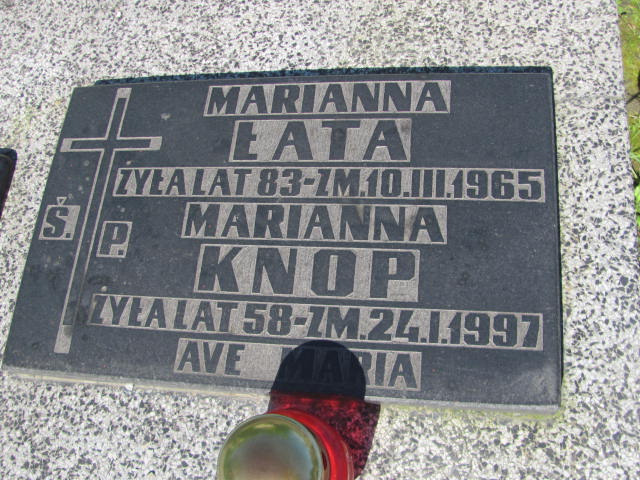 MARIANNA
ŁATA
ŻYŁA LAT 83-ZM.10.III.1965
Ś. P.
MARIANNA
KNOP
ŻYŁA LAT 58-ZM.24.I.1997
AVE MARIA